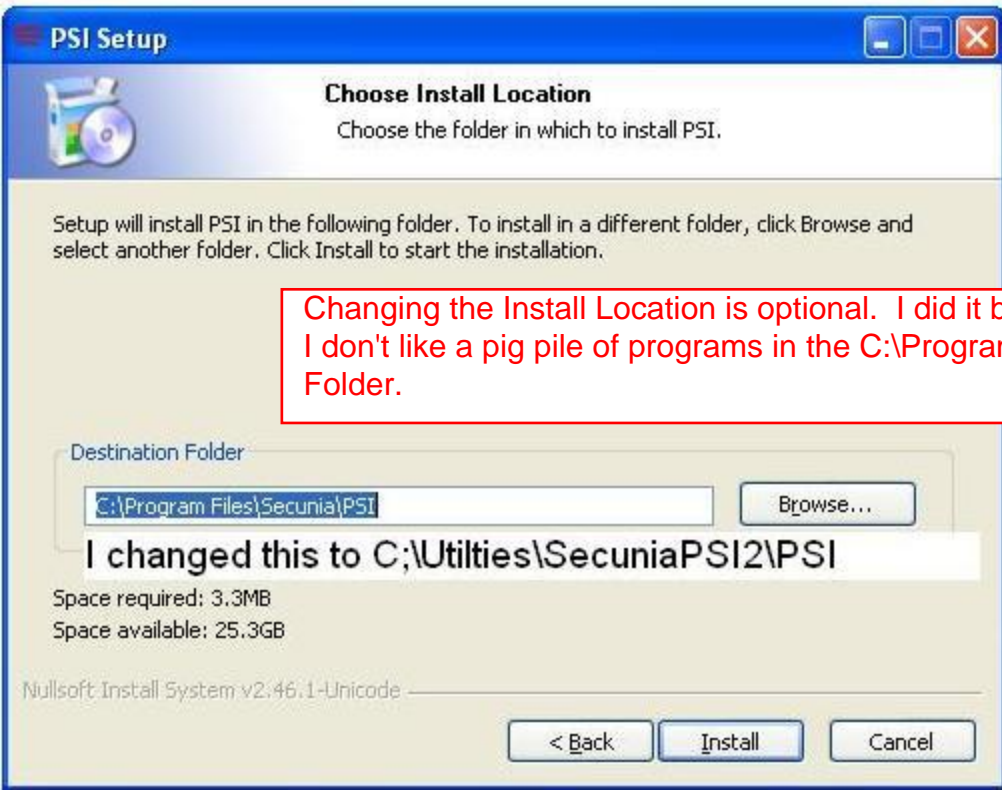 PSI Setup
Choose Install Location
Choose the folder in which to install PSI.
Setup will install PSI in the following folder. To install in a different folder, click Browse and
select another folder. Click Install to start the installation.
Changing the Install Location is optional.  I did it
I don't like a pig pile of programs in the
Folder.
Destination Folder
C:\Program Files\Secunia\PSI
Browse...
I changed this to C;\Utilties\SecuniaPSI2\PSI
Space required: 3.3MB
Space available: 25.3GB
Nullsoft Install System v2.46.1-Unicode
< Back
Install
Cancel